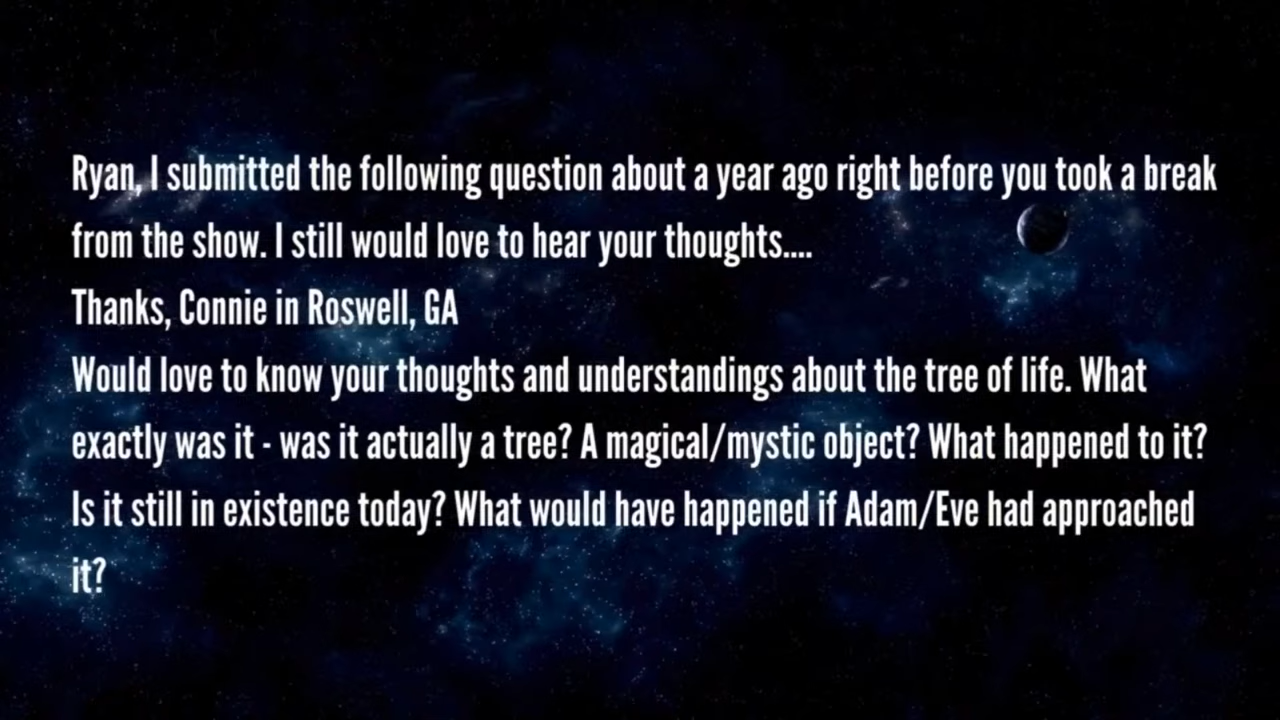 Ryan, I submitted the following question about a year ago right before you took a break
from the show. I still would love to hear your thoughts....
Thanks, Connie in Roswell, GA
Would love to know your thoughts and understandings about the tree of life. What
exactly was it - was it actually a tree? A magical/mystic object? What happened to it?
Is it still in existence today? What would have happened if Adam/Eve had approached
it?